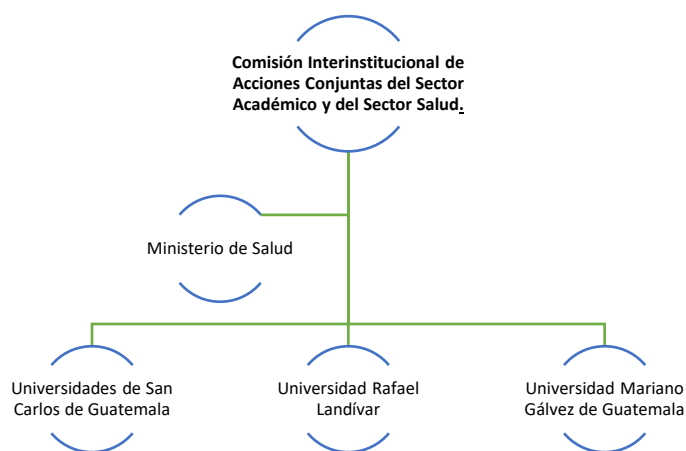 Comisión Interinstitucional de
Acciones Conjuntas del Sector
Académico y del Sector Salud.
Ministerio de Salud
Universidades de San
Carlos de Guatemala
Universidad Rafael
Landívar
Universidad Mariano
Gálvez de Guatemala